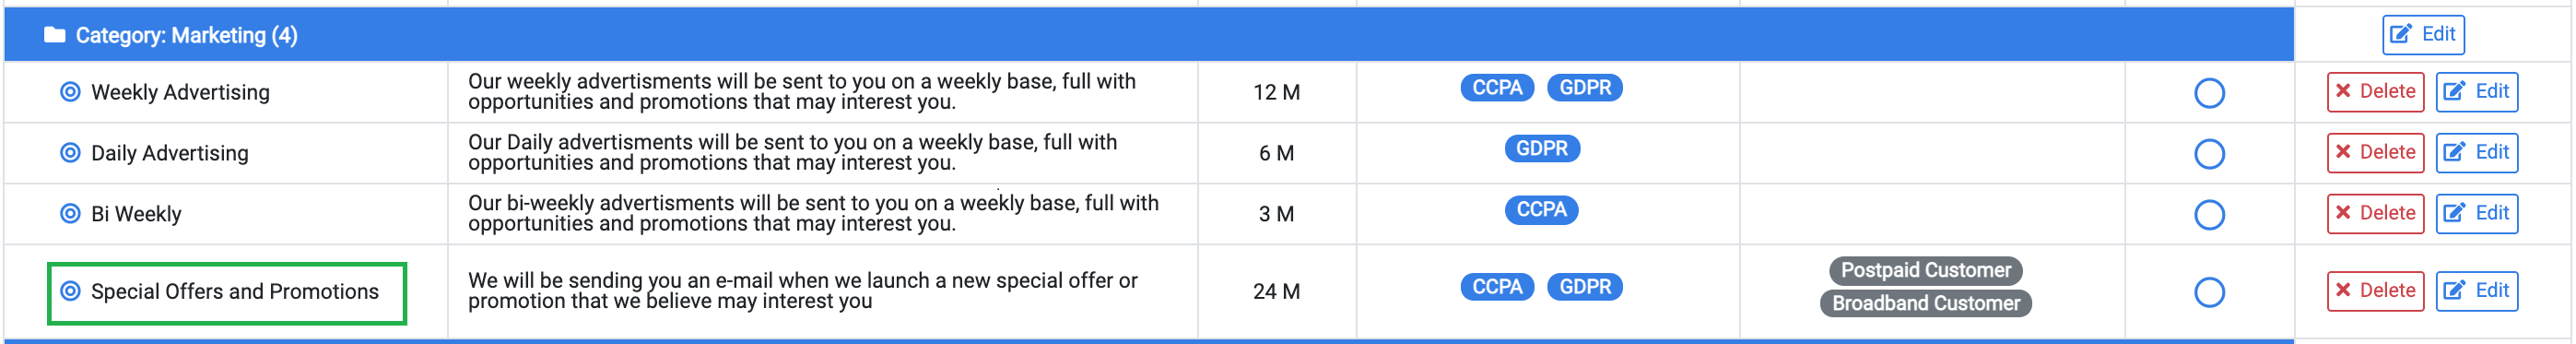 Category: Marketing (4)
Edit
Weekly Advertising
Our weekly advertisments will be sent to you on a weekly base, full with
opportunities and promotions that may interest you.
12 M
CCPA GDPR
Delete Edit
Daily Advertising
Our Daily advertisments will be sent to you on a weekly base, full with
opportunities and promotions that may interest you.
6 M
GDPR
Delete Edit
Bi Weekly
Our bi-weekly advertisments will be sent to you on a weekly base, full with
opportunities and promotions that may interest you.
3 M
CCPA
Delete Edit
Special Offers and Promotions
We will be sending you an e-mail when we launch a new special offer or
promotion that we believe may interest you
24 M
CCPA GDPR
Postpaid Customer
Broadband Customer
Delete Edit